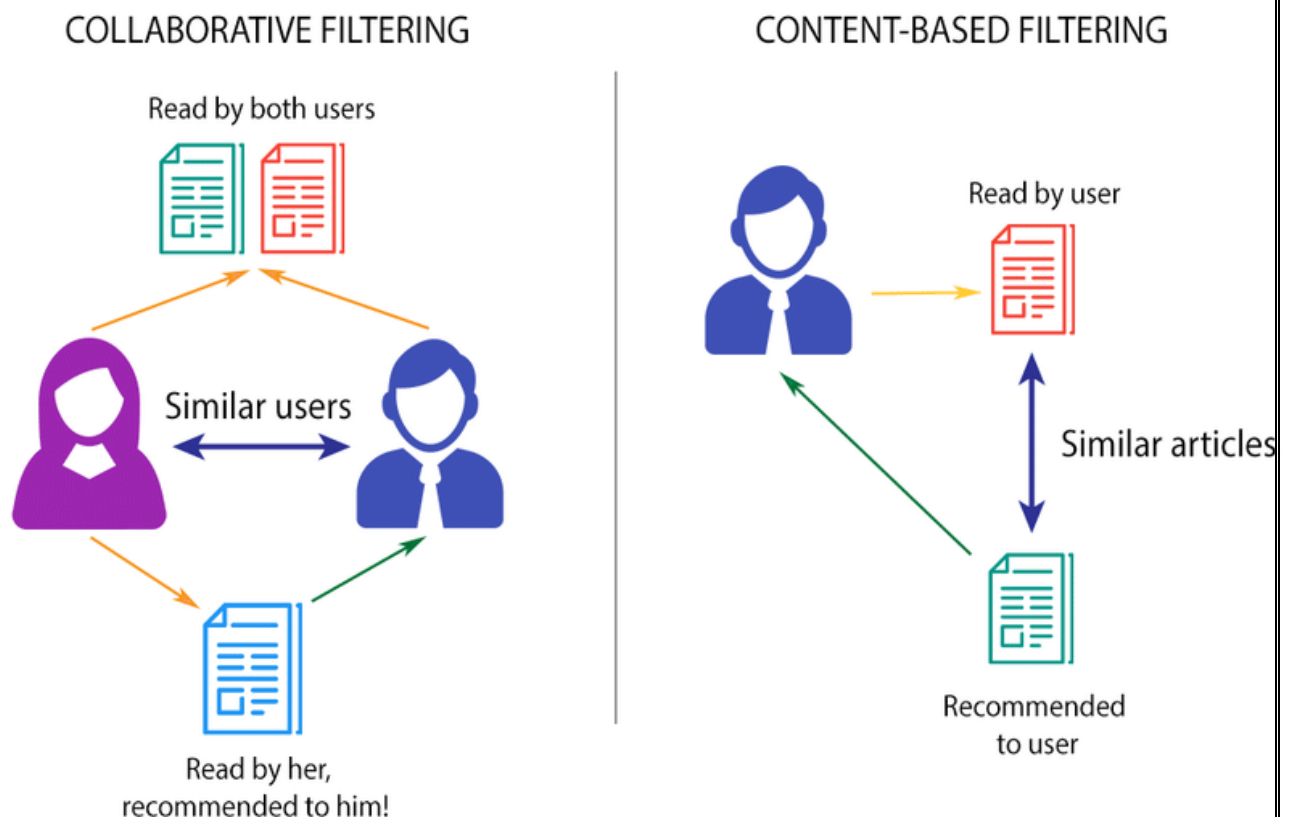 COLLABORATIVE FILTERING
Read by both users
Similar users
Read by her,
recommended to him!
CONTENT-BASED FILTERING
Read by user
Similar articles
Recommended
to user